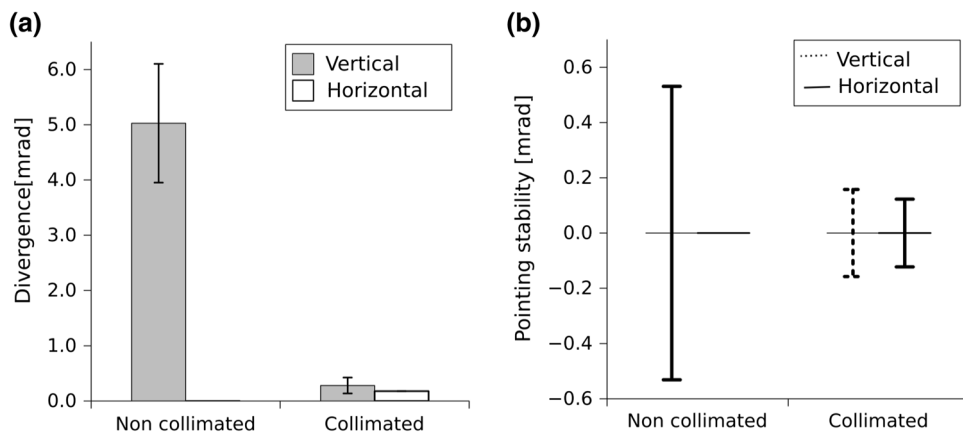 (a)
Divergence[mrad]
6.0
5.0
4.0
3.0
2.0
1.0
0.0
Vertical
Horizontal
Non collimated
Collimated
(b)
Pointing stability [mrad]
0.6
0.4
0.2
0.0
−0.2
−0.4
−0.6
Vertical
Horizontal
Non collimated
Collimated